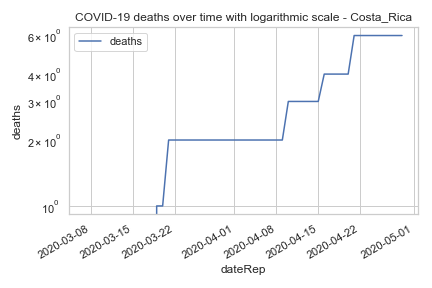 COVID-19 deaths over time with logarithmic scale - Costa_Rica
deaths
6 × 10⁰
4 × 10⁰
3 × 10⁰
2 × 10⁰
10⁰
deaths
2020-03-08
2020-03-15
2020-03-22
2020-04-01
2020-04-08
2020-04-15
2020-04-22
2020-05-01
dateRep